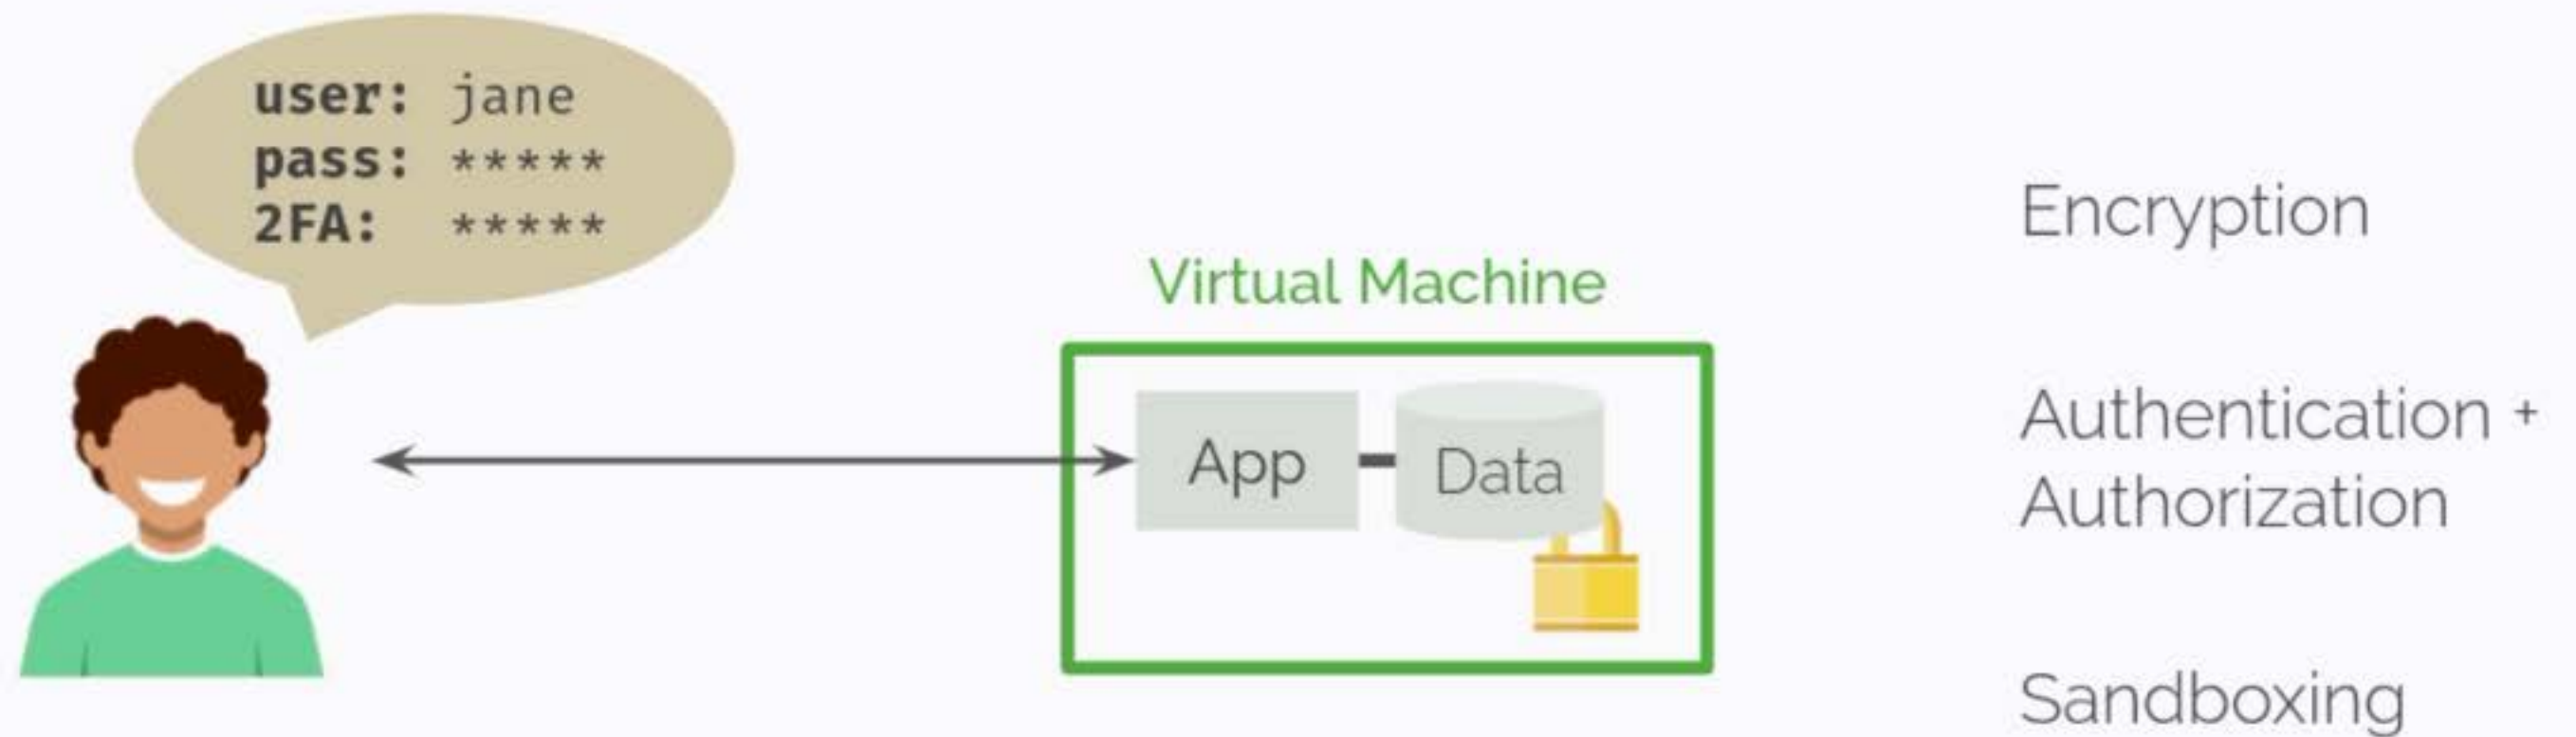 user: jane
pass: *****
2FA: *****
Virtual Machine
App
Data
Encryption
Authentication +
Authorization
Sandboxing